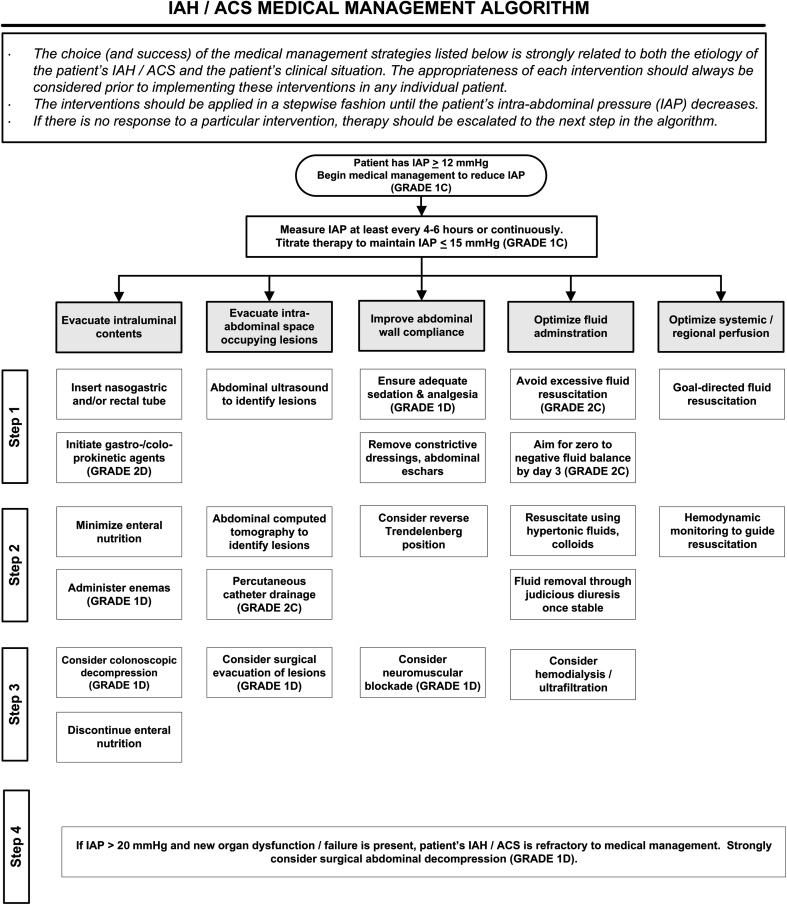 IAH / ACS MEDICAL MANAGEMENT ALGORITHM
· The choice (and success) of the medical management strategies listed below is strongly related to both the etiology of
the patient's IAH / ACS and the patient's clinical situation. The appropriateness of each intervention should always be
considered prior to implementing these interventions in any individual patient.
· The interventions should be applied in a stepwise fashion until the patient's intra-abdominal pressure (IAP) decreases.
· If there is no response to a particular intervention, therapy should be escalated to the next step in the algorithm.
Patient has IAP ≥ 12 mmHg
Begin medical management to reduce IAP
(GRADE 1C)
Measure IAP at least every 4-6 hours or continuously.
Titrate therapy to maintain IAP ≤ 15 mmHg (GRADE 1C)
Evacuate intraluminal
contents
Evacuate intra-
abdominal space
occupying lesions
Improve abdominal
wall compliance
Optimize fluid
adminstration
Optimize systemic /
regional perfusion
Step 1
Insert nasogastric
and/or rectal tube
Initiate gastro-/colo-
prokinetic agents
(GRADE 2D)
Abdominal ultrasound
to identify lesions
Ensure adequate
sedation & analgesia
(GRADE 1D)
Remove constrictive
dressings, abdominal
eschars
Avoid excessive fluid
resuscitation
(GRADE 2C)
Aim for zero to
negative fluid balance
by day 3 (GRADE 2C)
Goal-directed fluid
resuscitation
Step 2
Minimize enteral
nutrition
Administer enemas
(GRADE 1D)
Abdominal computed
tomography to
identify lesions
Percutaneous
catheter drainage
(GRADE 2C)
Consider reverse
Trendelenberg
position
Resuscitate using
hypertonic fluids,
colloids
Fluid removal through
judicious diuresis
once stable
Hemodynamic
monitoring to guide
resuscitation
Step 3
Consider colonoscopic
decompression
(GRADE 1D)
Discontinue enteral
nutrition
Consider surgical
evacuation of lesions
(GRADE 1D)
Consider
neuromuscular
blockade (GRADE 1D)
Consider
hemodialysis /
ultrafiltration
Step 4
If IAP > 20 mmHg and new organ dysfunction / failure is present, patient's IAH / ACS is refractory to medical management. Strongly
consider surgical abdominal decompression (GRADE 1D).